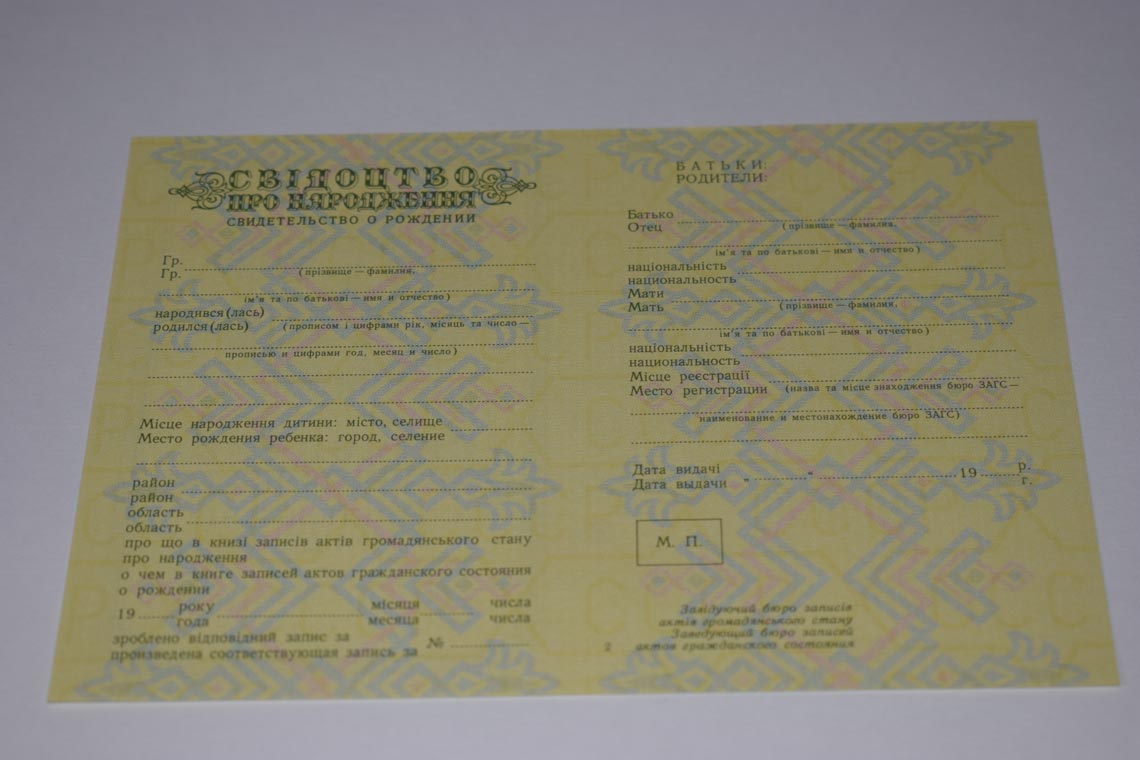 СВІДОЦТВО
ПРО НАРОДЖЕННЯ
СВИДЕТЕЛЬСТВО О РОЖДЕНИИ
Гр.
Гр.
(прізвище — фамилия,
ім'я та по батькові — имя и отчество)
народився (лась)
родился (лась)
(прописом і цифрами рік, місяць та число —
прописью и цифрами год, месяц и число)
Місце народження дитини: місто, селище
Место рождения ребенка: город, селение
район
район
область
область
про що в книзі записів актів громадянського стану
про народження
о чем в книге записей актов гражданского состояния
о рождении
19 року місяця числа
года месяца числа
зроблено відповідний запис за
произведена соответствующая запись за №
БАТЬКИ:
РОДИТЕЛИ:
Батько
Отец
(прізвище — фамилия,
ім'я та по батькові — имя и отчество)
національність
национальность
Мати
Мать
(прізвище — фамилия,
ім'я та по батькові — имя и отчество)
національність
национальность
Місце реєстрації
Место регистрации
(назва та місце знаходження бюро ЗАГС —
наименование и местонахождение бюро ЗАГС)
Дата видачі
Дата выдачи " " 19 р.
г.
М. П.
Завідуючий бюро записів
актів громадянського стану
Заведующий бюро записей
актов гражданского состояния
2